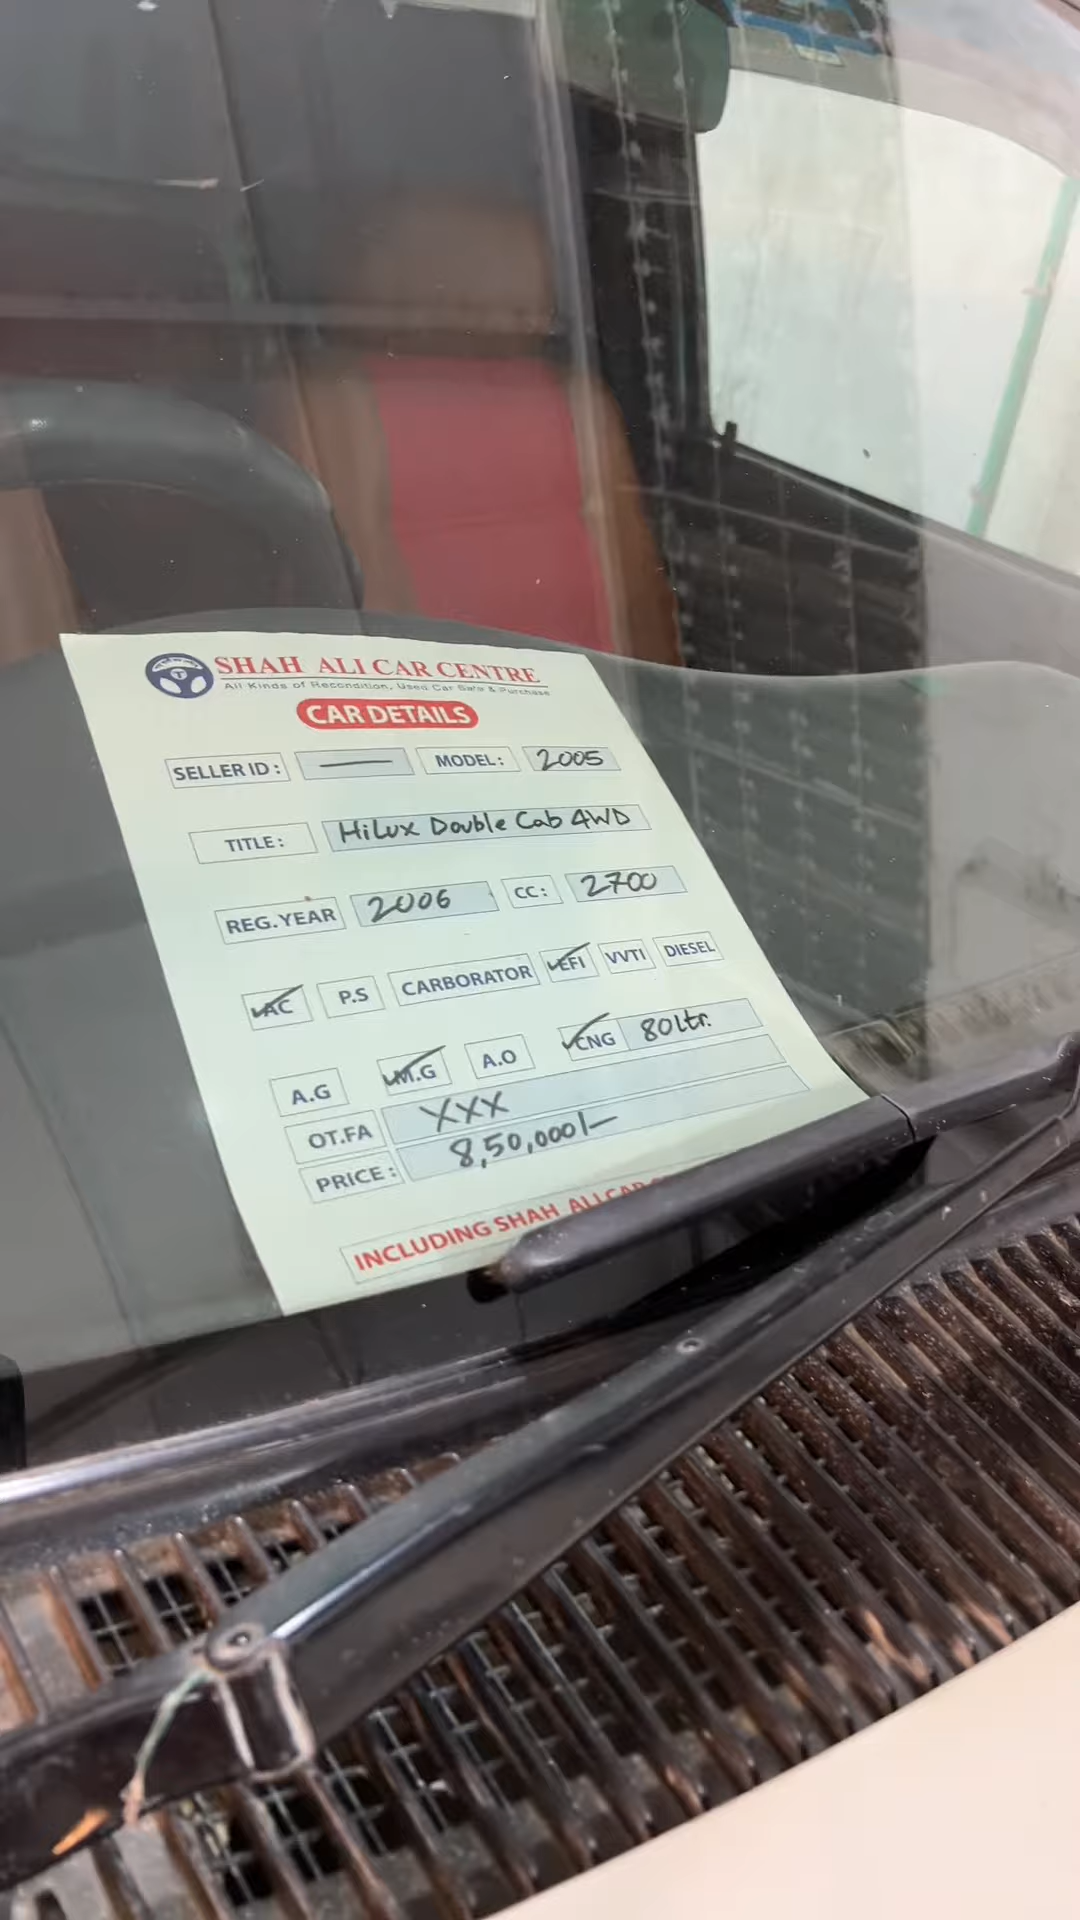 SHAH ALI CAR CENTRE
All Kinds of Recondition, Used Car Sale & Purchase
CAR DETAILS
SELLER ID : — MODEL : 2005
TITLE : HiLux Double Cab 4WD
REG.YEAR 2006 CC : 2700
AC P.S CARBORATOR EFI VVTI DIESEL
A.G M.G A.O CNG 80Ltr.
OT.FA XXX
PRICE : 8,50,000/-
INCLUDING SHAH ALI CAR